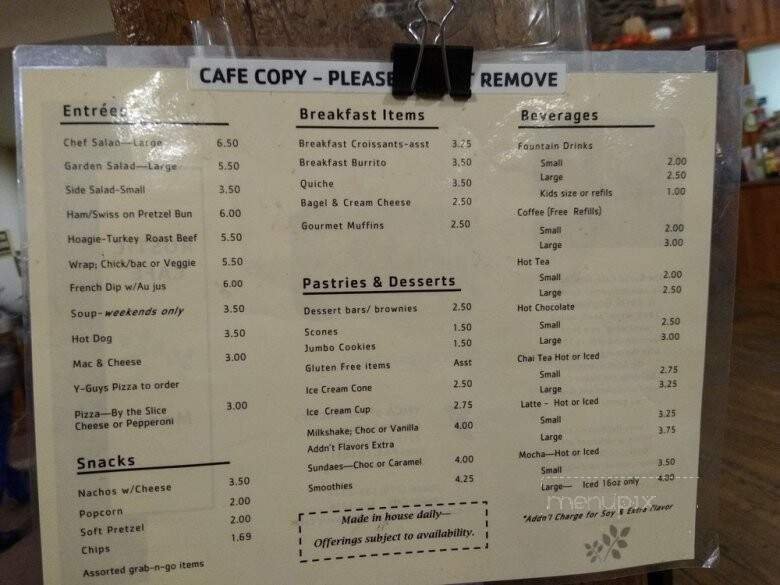 CAFE COPY – PLEASE T REMOVE
Entrées
Chef Salad—Large 6.50
Garden Salad—Large 5.50
Side Salad-Small 3.50
Ham/Swiss on Pretzel Bun 6.00
Hoagie-Turkey Roast Beef 5.50
Wrap; Chick/bac or Veggie 5.50
French Dip w/Au jus 6.00
Soup-weekends only 3.50
Hot Dog 3.50
Mac & Cheese 3.00
Y-Guys Pizza to order
Pizza—By the Slice 3.00
Cheese or Pepperoni
Snacks
Nachos w/Cheese 3.50
Popcorn 2.00
Soft Pretzel 2.00
Chips 1.69
Assorted grab-n-go items
Breakfast Items
Breakfast Croissants-asst 3.75
Breakfast Burrito 3.50
Quiche 3.50
Bagel & Cream Cheese 2.50
Gourmet Muffins 2.50
Pastries & Desserts
Dessert bars/ brownies 2.50
Scones 1.50
Jumbo Cookies 1.50
Gluten Free items Asst
Ice Cream Cone 2.50
Ice Cream Cup 2.75
Milkshake; Choc or Vanilla 4.00
Addn't Flavors Extra
Sundaes—Choc or Caramel 4.00
Smoothies 4.25
Made in house daily—
Offerings subject to availability.
Beverages
Fountain Drinks
Small 2.00
Large 2.50
Kids size or refils 1.00
Coffee (Free Refills)
Small 2.00
Large 3.00
Hot Tea
Small 2.00
Large 2.50
Hot Chocolate
Small 2.50
Large 3.00
Chai Tea Hot or Iced
Small 2.75
Large 3.25
Latte - Hot or Iced
Small 3.25
Large 3.75
Mocha—Hot or Iced
Small 3.50
Large— Iced 16oz only 4.00
*Addn'l Charge for Soy & Extra Flavor
menupix